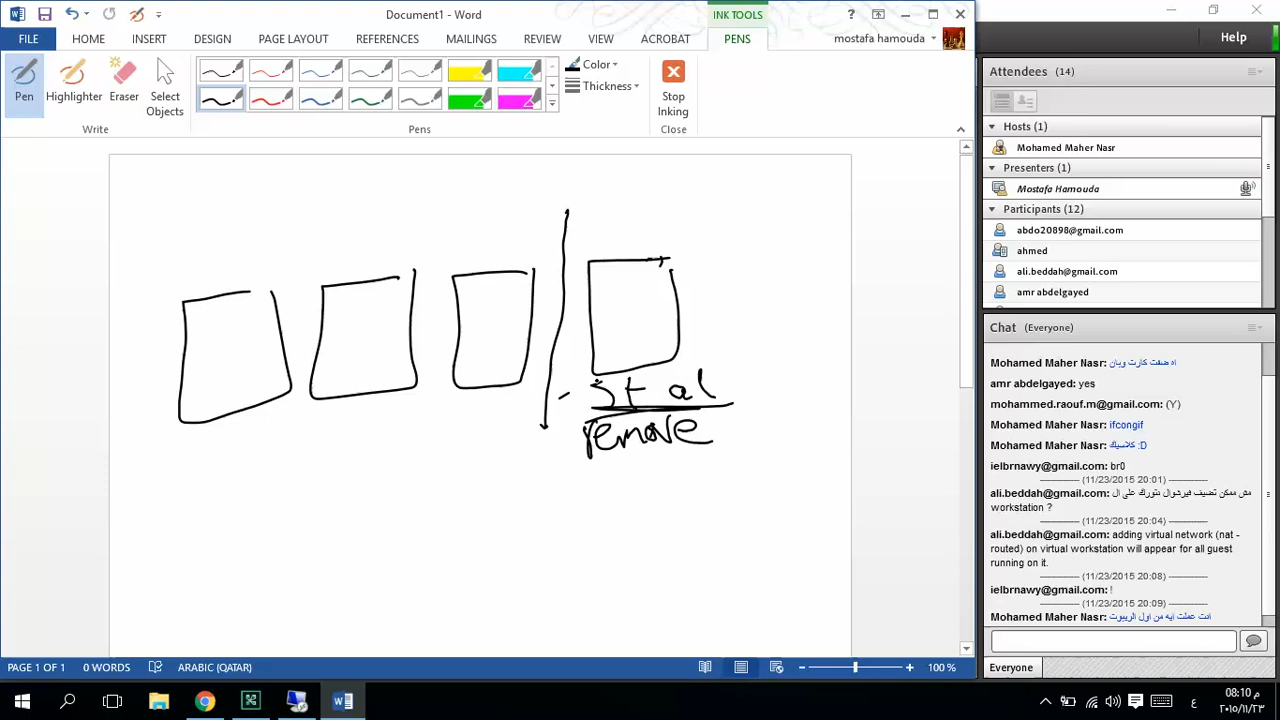 Document1 - Word
INK TOOLS
?
FILE
HOME
INSERT
DESIGN
PAGE LAYOUT
REFERENCES
MAILINGS
REVIEW
VIEW
ACROBAT
PENS
mostafa hamouda
Help
Pen
Highlighter
Eraser
Select
Objects
Color
Thickness
Stop
Inking
Write
Pens
Close
remove
PAGE 1 OF 1
0 WORDS
ARABIC (QATAR)
100 %
Attendees (14)
Hosts (1)
Mohamed Maher Nasr
Presenters (1)
Mostafa Hamouda
Participants (12)
abdo20898@gmail.com
ahmed
ali.beddah@gmail.com
amr abdelgayed
Chat (Everyone)
Mohamed Maher Nasr: اه ضفت كارت وبان
amr abdelgayed: yes
mohammed.raouf.m@gmail.com: (Y)
Mohamed Maher Nasr: ifcongif
Mohamed Maher Nasr: كلاسيك :D
ielbrnawy@gmail.com: br0
------------ (11/23/2015 20:01) ------------
ali.beddah@gmail.com: مش ممكن تضيف فيرشوال نتورك على ال
workstation ?
------------ (11/23/2015 20:04) ------------
ali.beddah@gmail.com: adding virtual network (nat -
routed) on virtual workstation will appear for all guest
running on it.
------------ (11/23/2015 20:08) ------------
ielbrnawy@gmail.com: !
------------ (11/23/2015 20:09) ------------
Mohamed Maher Nasr: انت عملت ايه من اول الريبوت
Everyone
ع
08:10 م
٢٠١٥/١١/٢٣